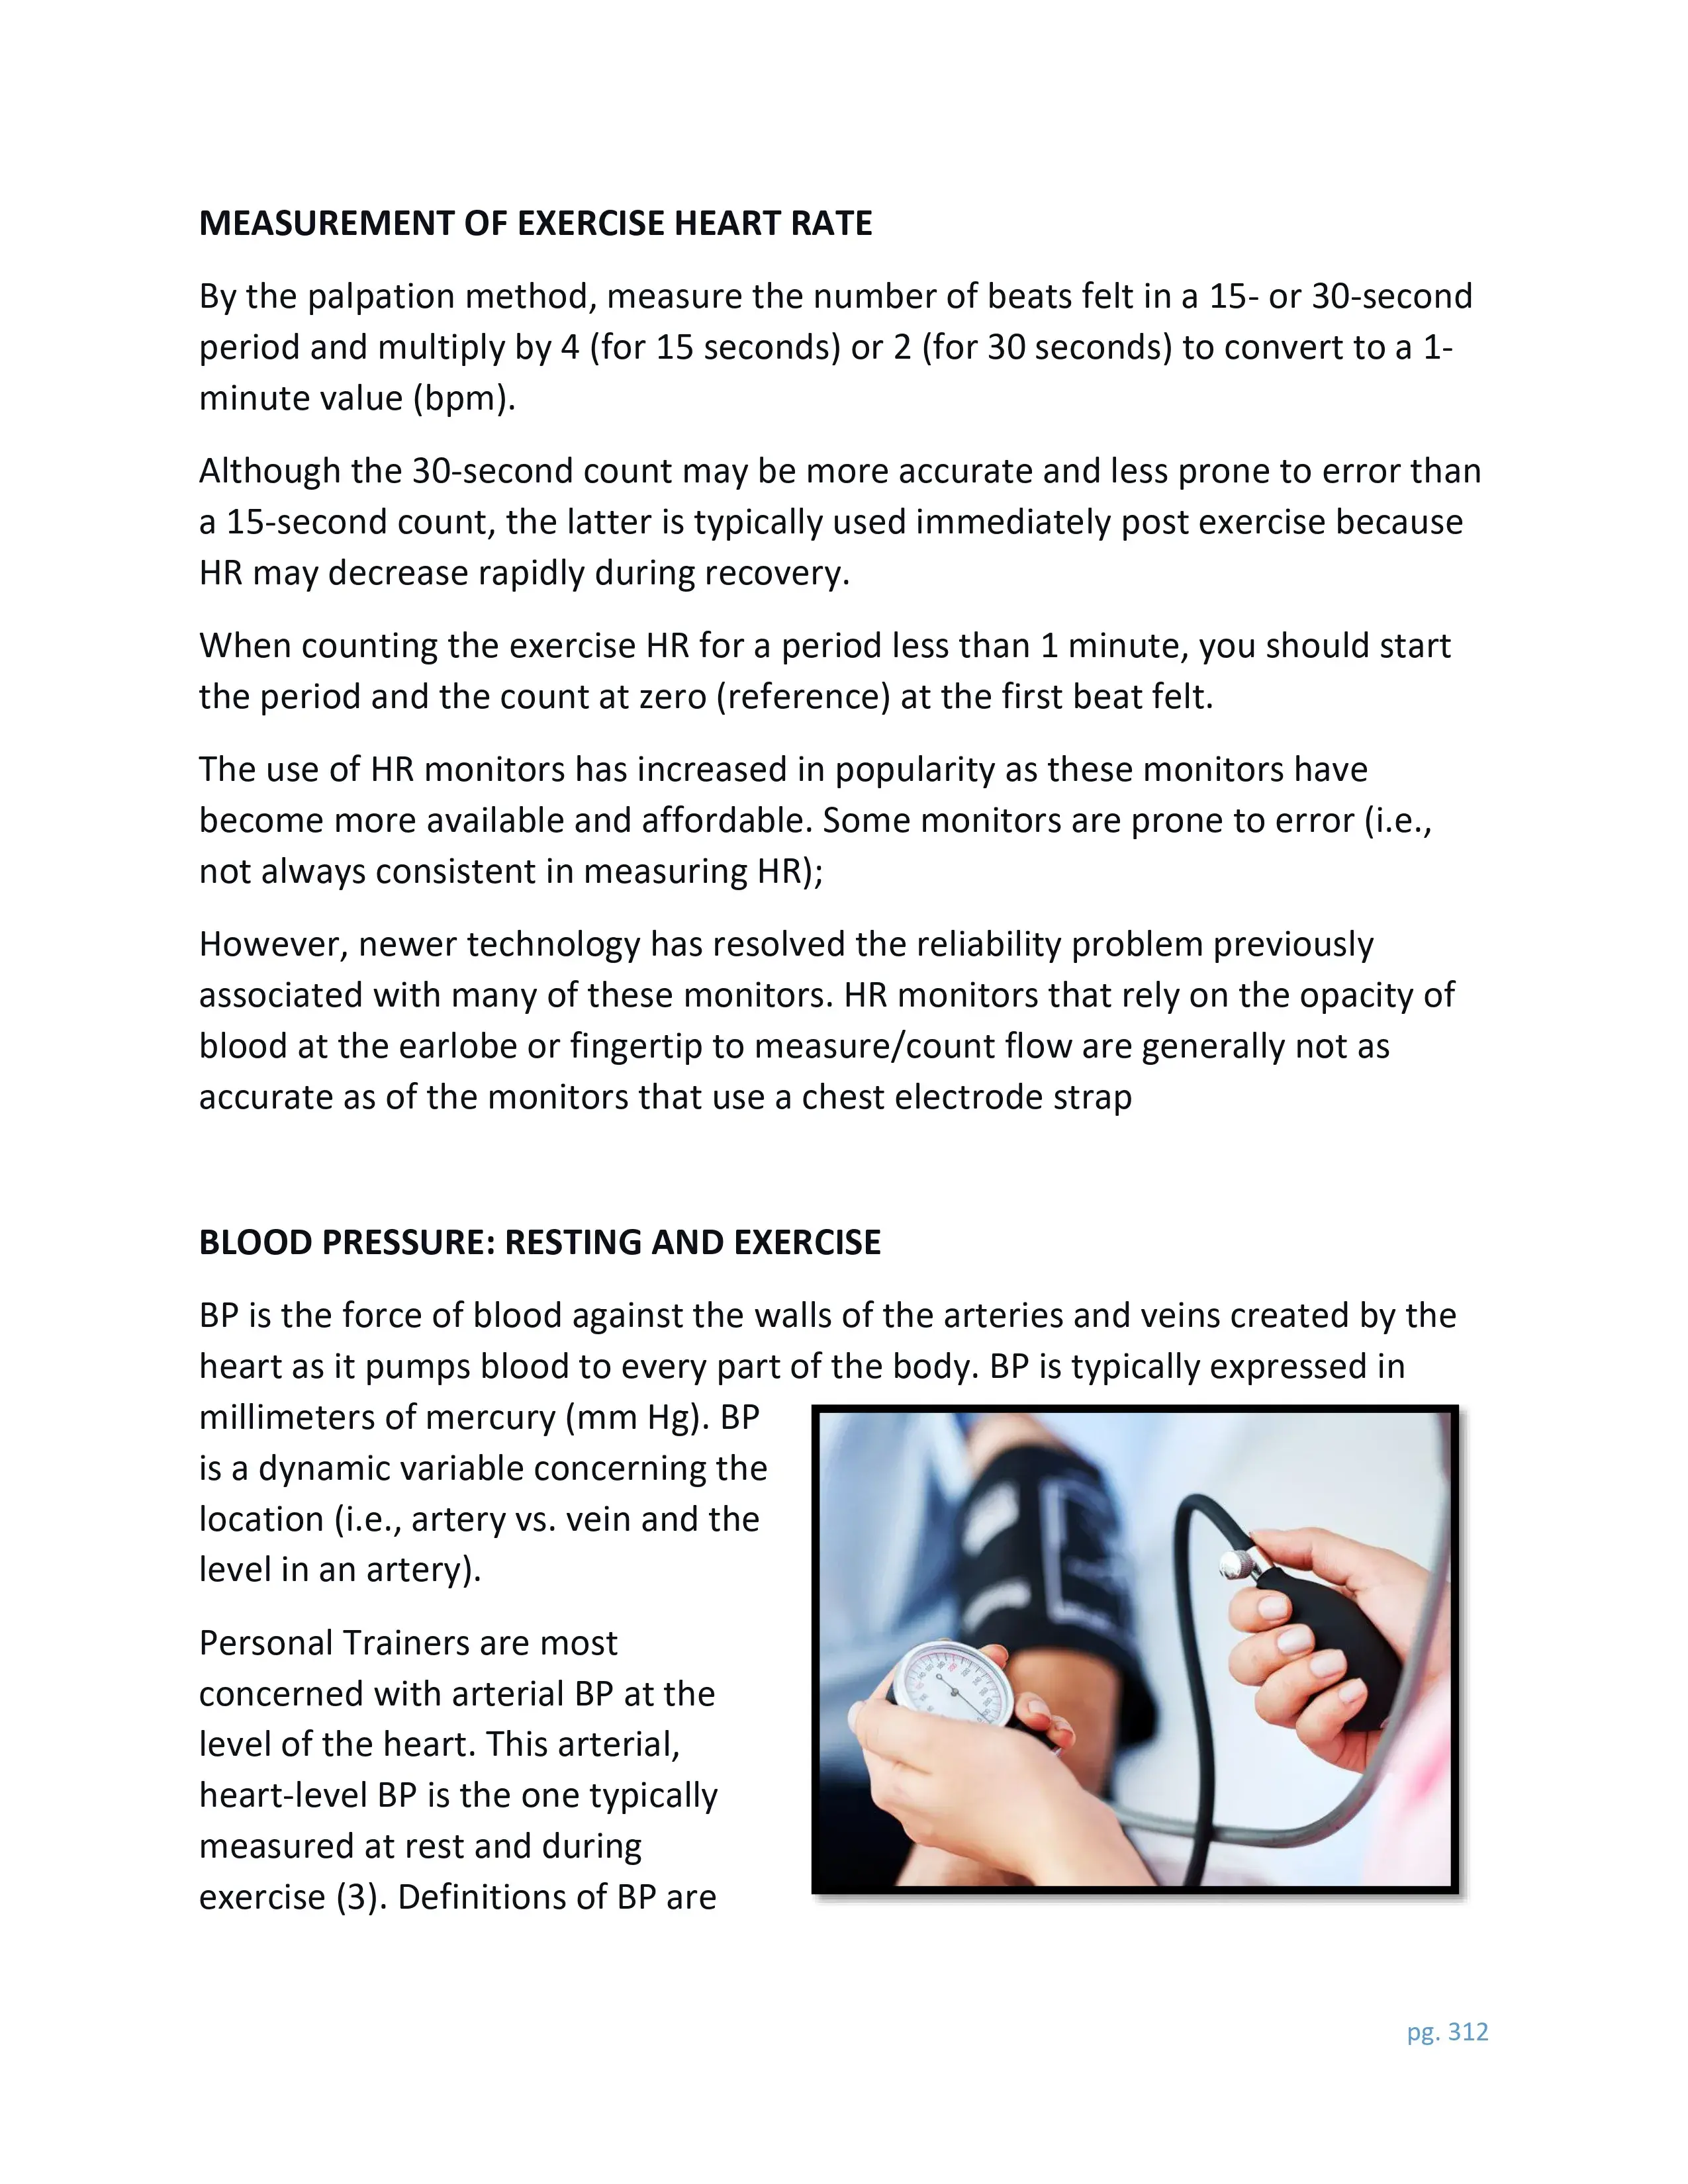 MEASUREMENT OF EXERCISE HEART RATE
By the palpation method, measure the number of beats felt in a 15- or 30-second
period and multiply by 4 (for 15 seconds) or 2 (for 30 seconds) to convert to a 1-
minute value (bpm).
Although the 30-second count may be more accurate and less prone to error than
a 15-second count, the latter is typically used immediately post exercise because
HR may decrease rapidly during recovery.
When counting the exercise HR for a period less than 1 minute, you should start
the period and the count at zero (reference) at the first beat felt.
The use of HR monitors has increased in popularity as these monitors have
become more available and affordable. Some monitors are prone to error (i.e.,
not always consistent in measuring HR);
However, newer technology has resolved the reliability problem previously
associated with many of these monitors. HR monitors that rely on the opacity of
blood at the earlobe or fingertip to measure/count flow are generally not as
accurate as of the monitors that use a chest electrode strap
BLOOD PRESSURE: RESTING AND EXERCISE
BP is the force of blood against the walls of the arteries and veins created by the
heart as it pumps blood to every part of the body. BP is typically expressed in
millimeters of mercury (mm Hg). BP
is a dynamic variable concerning the
location (i.e., artery vs. vein and the
level in an artery).
Personal Trainers are most
concerned with arterial BP at the
level of the heart. This arterial,
heart-level BP is the one typically
measured at rest and during
exercise (3). Definitions of BP are
pg. 312